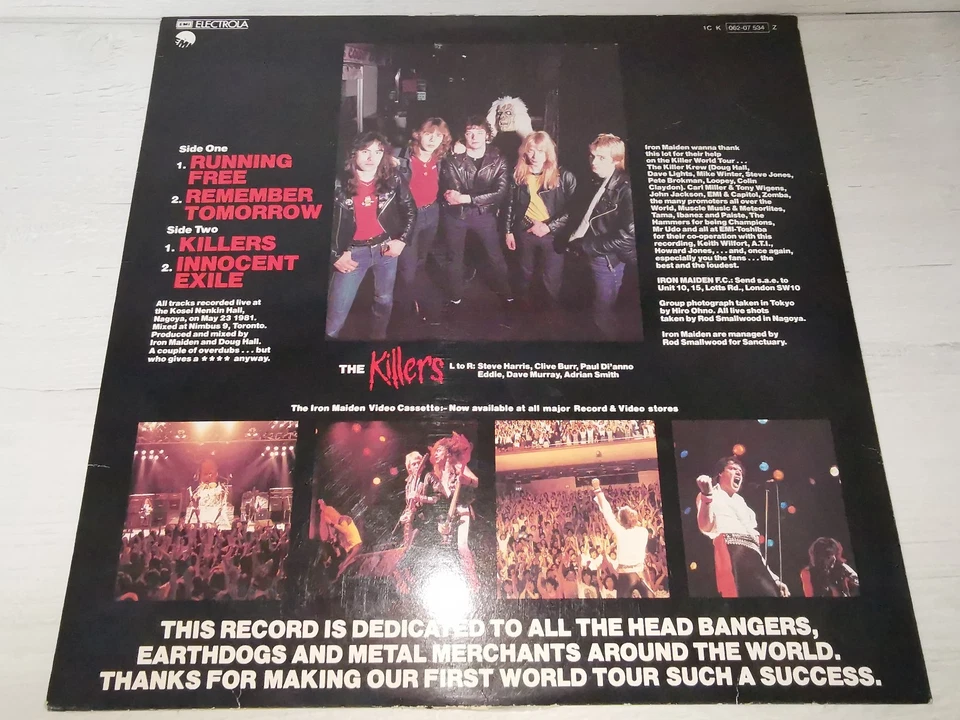 EMI ELECTROLA
EMI
1C K 062-07 534 Z
Side One
1. RUNNING
FREE
2. REMEMBER
TOMORROW
Side Two
1. KILLERS
2. INNOCENT
EXILE
All tracks recorded live at
the Kosei Nenkin Hall,
Nagoya, on May 23 1981.
Mixed at Nimbus 9, Toronto.
Produced and mixed by
Iron Maiden and Doug Hall.
A couple of overdubs . . . but
who gives a ★★★★ anyway.
Iron Maiden wanna thank
this lot for their help
on the Killer World Tour . . .
The Killer Krew (Doug Hall,
Dave Lights, Mike Winter, Steve Jones,
Pete Brokman, Loopey, Colin
Claydon). Carl Miller & Tony Wigens,
John Jackson, EMI & Capitol, Zomba,
the many promoters all over the
World, Muscle Music & Meteorlites,
Tama, Ibanez and Paiste, The
Hammers for being Champions,
Mr Udo and all at EMI-Toshiba
for their co-operation with this
recording, Keith Wilfort, A.T.I.,
Howard Jones, . . . and, once again,
especially you the fans . . . the
best and the loudest.
IRON MAIDEN F.C.: Send s.a.e. to
Unit 10, 15, Lotts Rd., London SW10
Group photograph taken in Tokyo
by Hiro Ohno. All live shots
taken by Rod Smallwood in Nagoya.
Iron Maiden are managed by
Rod Smallwood for Sanctuary.
THE Killers L to R: Steve Harris, Clive Burr, Paul Di'anno
Eddie, Dave Murray, Adrian Smith
The Iron Maiden Video Cassette:- Now available at all major Record & Video stores
THIS RECORD IS DEDICATED TO ALL THE HEAD BANGERS,
EARTHDOGS AND METAL MERCHANTS AROUND THE WORLD.
THANKS FOR MAKING OUR FIRST WORLD TOUR SUCH A SUCCESS.